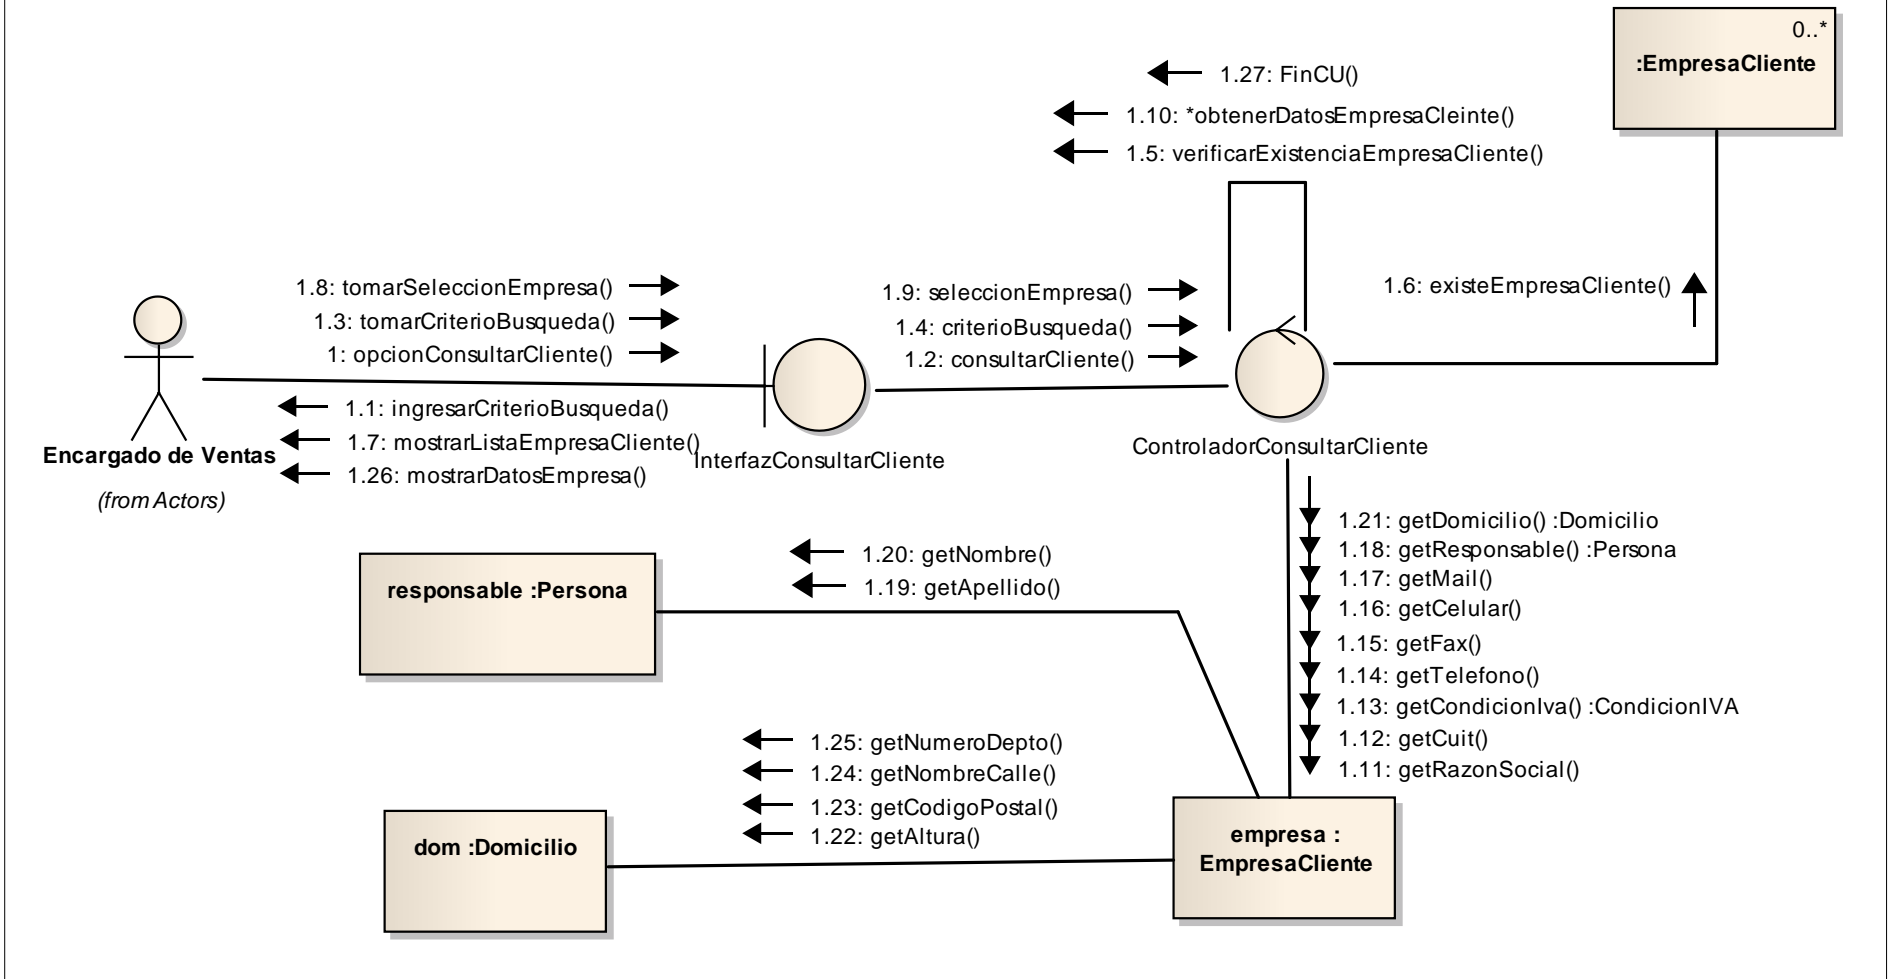 0..*
:EmpresaCliente
1.27: FinCU()
1.10: *obtenerDatosEmpresaCleinte()
1.5: verificarExistenciaEmpresaCliente()
1.8: tomarSeleccionEmpresa()
1.3: tomarCriterioBusqueda()
1: opcionConsultarCliente()
1.9: seleccionEmpresa()
1.4: criterioBusqueda()
1.2: consultarCliente()
1.6: existeEmpresaCliente()
1.1: ingresarCriterioBusqueda()
1.7: mostrarListaEmpresaCliente()
1.26: mostrarDatosEmpresa()
Encargado de Ventas
(from Actors)
InterfazConsultarCliente
ControladorConsultarCliente
1.21: getDomicilio() :Domicilio
1.18: getResponsable() :Persona
1.17: getMail()
1.16: getCelular()
1.15: getFax()
1.14: getTelefono()
1.13: getCondicionIva() :CondicionIVA
1.12: getCuit()
1.11: getRazonSocial()
1.20: getNombre()
1.19: getApellido()
responsable :Persona
1.25: getNumeroDepto()
1.24: getNombreCalle()
1.23: getCodigoPostal()
1.22: getAltura()
dom :Domicilio
empresa :
EmpresaCliente